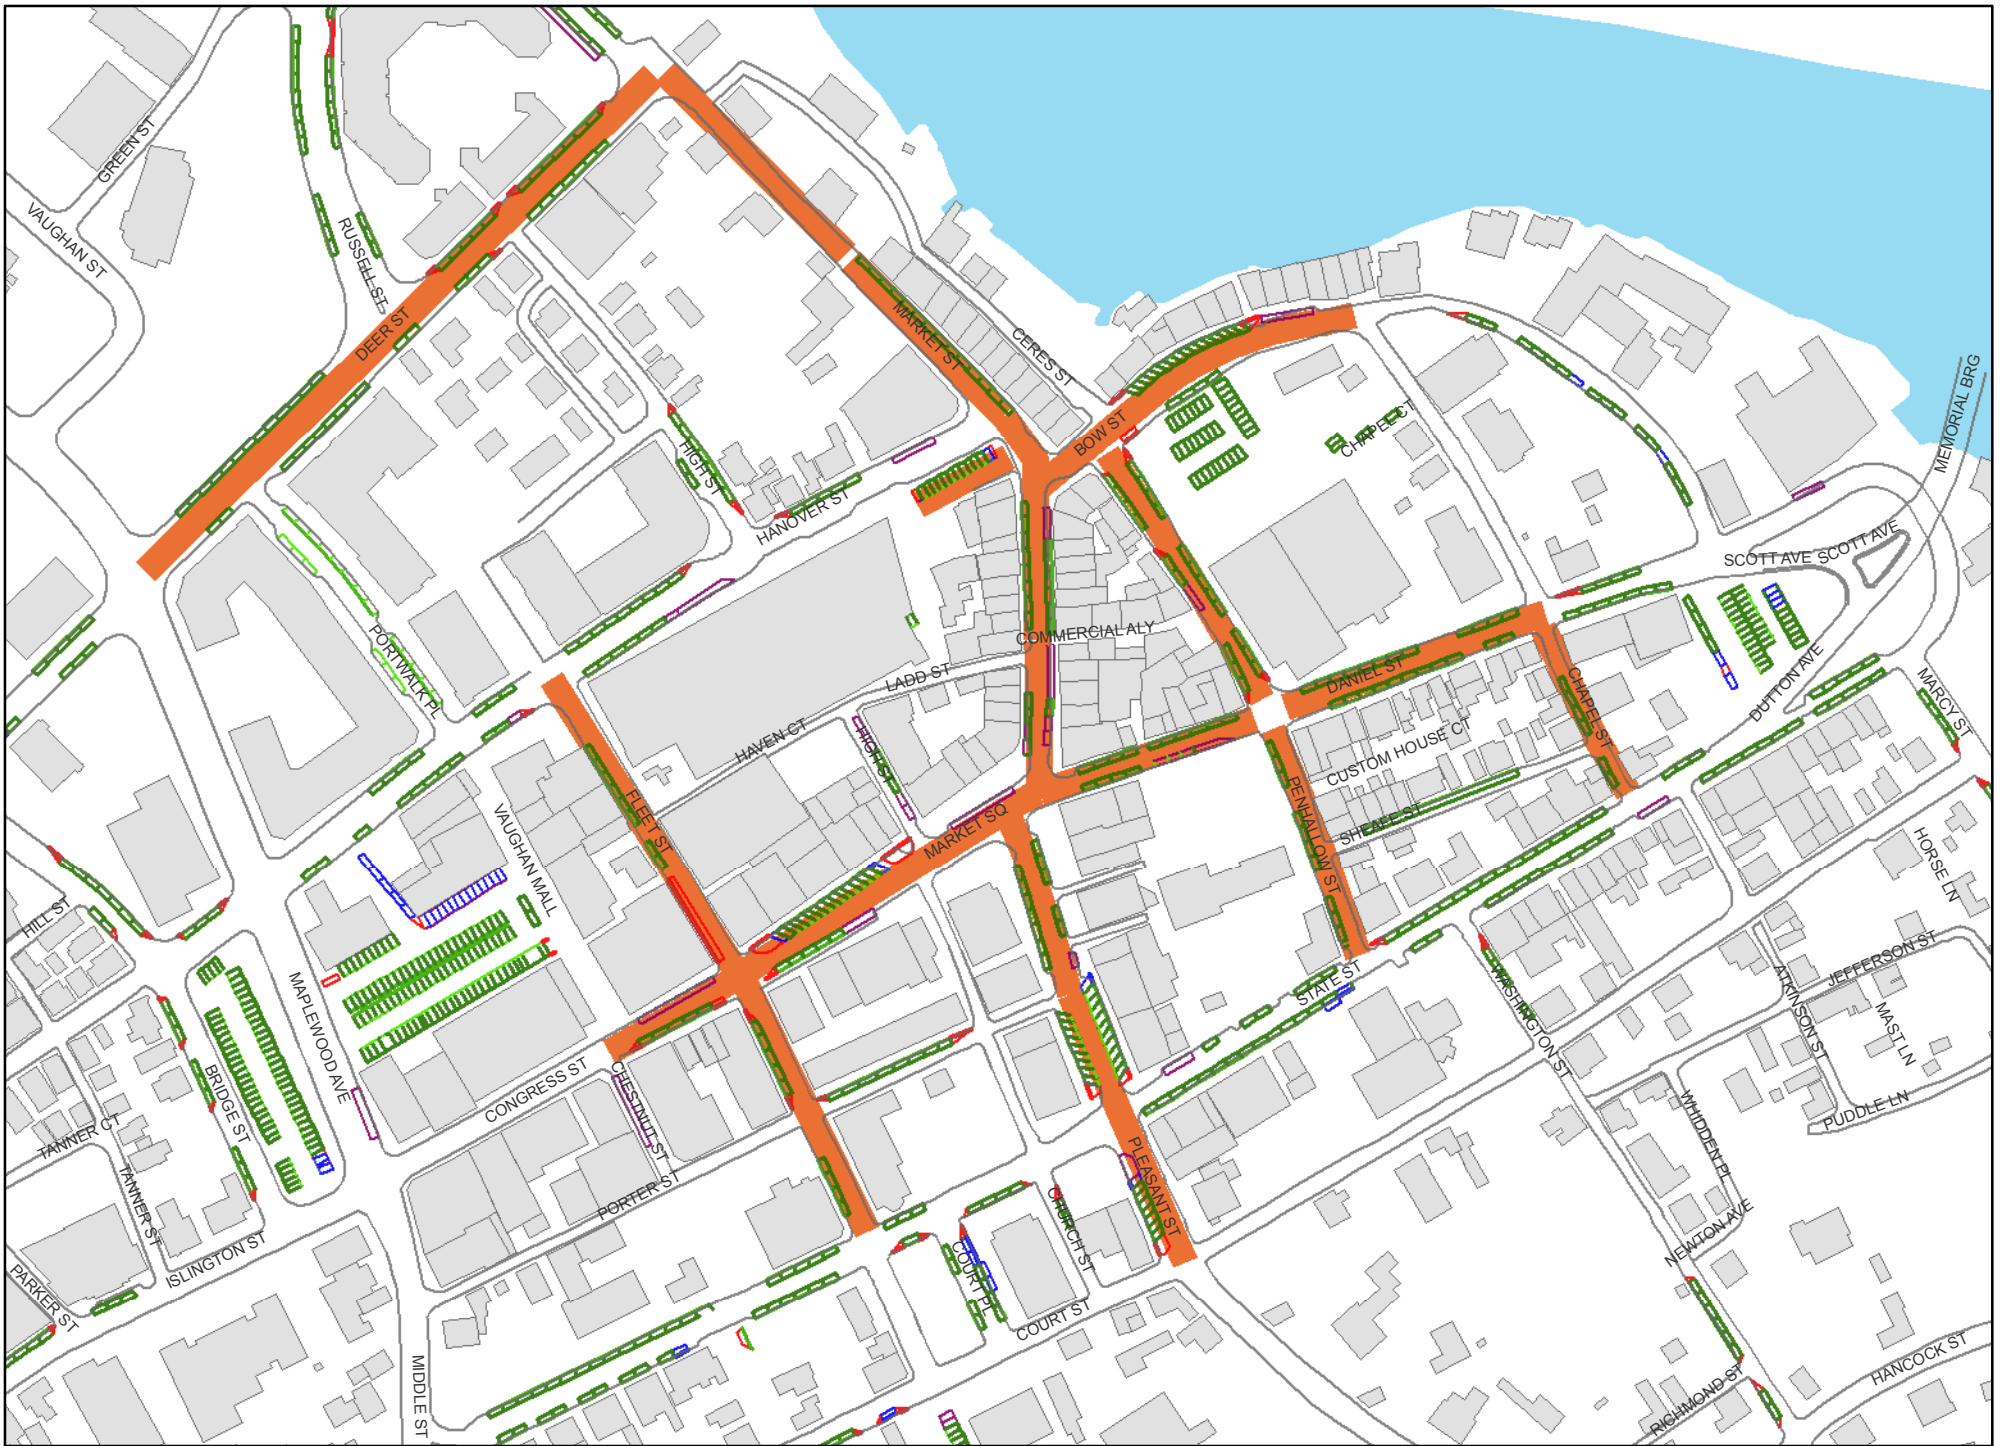 GREEN ST
VAUGHAN ST
RUSSELL ST
DEER ST
MARKET ST
CERES ST
BOW ST
CHAPEL CT
MEMORIAL BRG
HIGH ST
HANOVER ST
SCOTT AVE
SCOTT AVE
PORTWALK PL
COMMERCIAL ALY
LADD ST
DANIEL ST
CHAPEL ST
DUTTON AVE
MARCY ST
HAVEN CT
HIGH ST
CUSTOM HOUSE CT
FLEET ST
VAUGHAN MALL
MARKET SQ
PENHALLOW ST
SHEAFE ST
HORSE LN
HILL ST
MAPLEWOOD AVE
STATE ST
WASHINGTON ST
ATKINSON ST
JEFFERSON ST
MAST LN
BRIDGE ST
CONGRESS ST
CHESTNUT ST
TANNER CT
TANNER ST
PORTER ST
PLEASANT ST
WHIDDEN PL
PUDDLE LN
CHURCH ST
COURT PL
NEWTON AVE
ISLINGTON ST
PARKER ST
COURT ST
MIDDLE ST
RICHMOND ST
HANCOCK ST